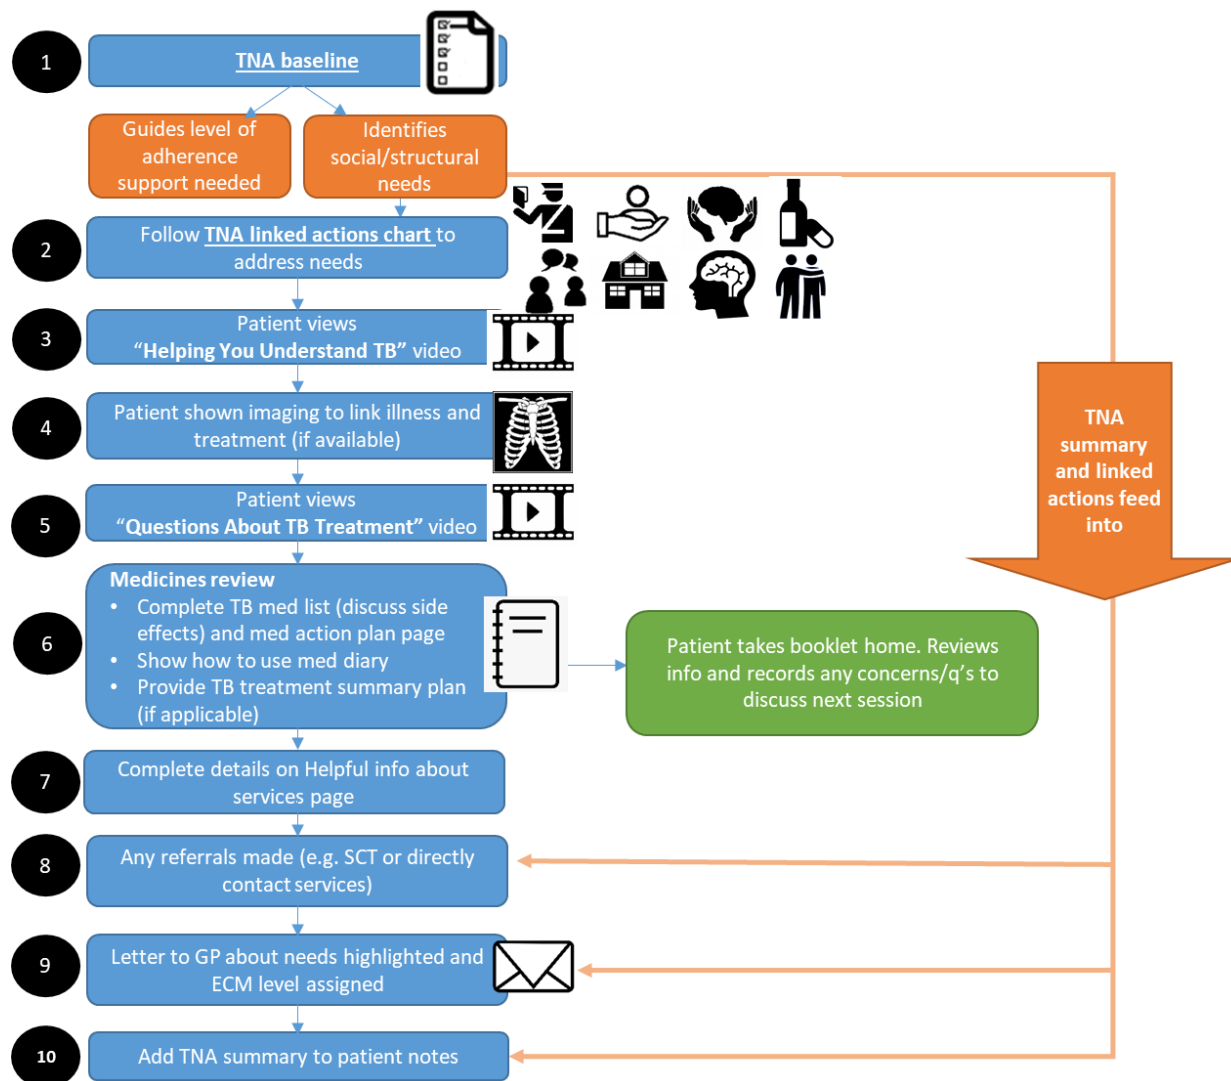 1
TNA baseline
Guides level of
adherence
support needed
Identifies
social/structural
needs
2
Follow TNA linked actions chart to
address needs
3
Patient views
“Helping You Understand TB” video
4
Patient shown imaging to link illness and
treatment (if available)
5
Patient views
“Questions About TB Treatment” video
6
Medicines review
• Complete TB med list (discuss side
effects) and med action plan page
• Show how to use med diary
• Provide TB treatment summary plan
(if applicable)
Patient takes booklet home. Reviews
info and records any concerns/q’s to
discuss next session
7
Complete details on Helpful info about
services page
8
Any referrals made (e.g. SCT or directly
contact services)
9
Letter to GP about needs highlighted and
ECM level assigned
10
Add TNA summary to patient notes
TNA
summary
and linked
actions feed
into